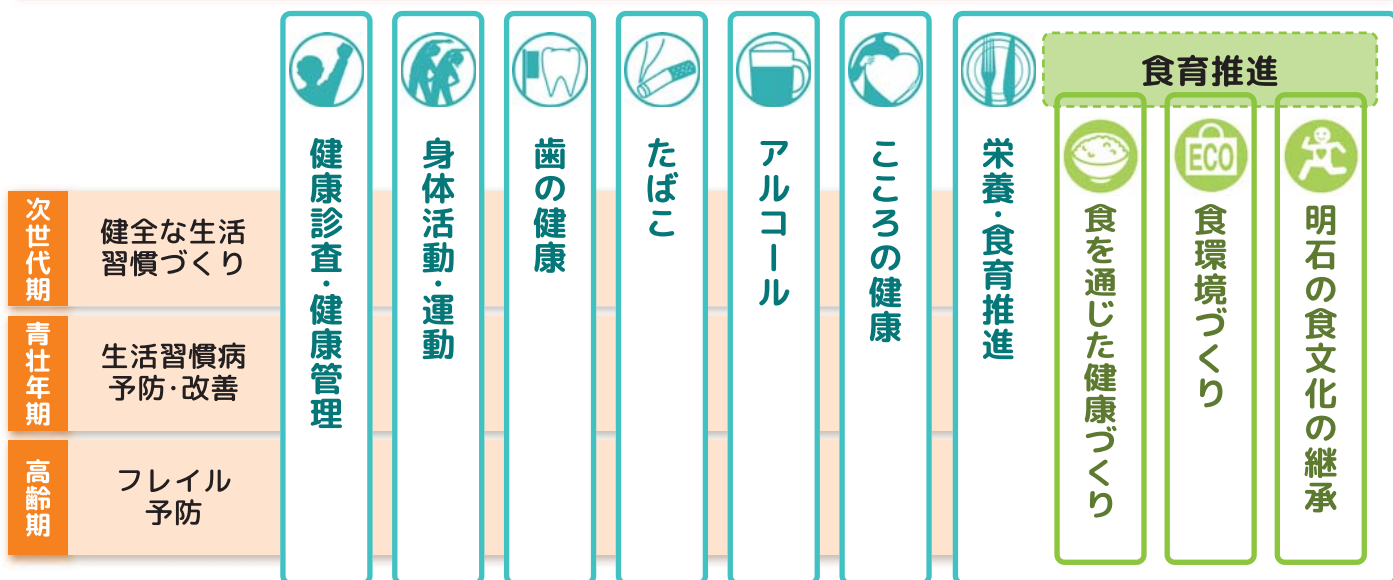 健康診査・健康管理
身体活動・運動
歯の健康
たばこ
アルコール
こころの健康
栄養・食育推進
食育推進
食を通じた健康づくり
ECO
食環境づくり
明石の食文化の継承
次世代期
健全な生活
習慣づくり
青壮年期
生活習慣病
予防・改善
高齢期
フレイル
予防